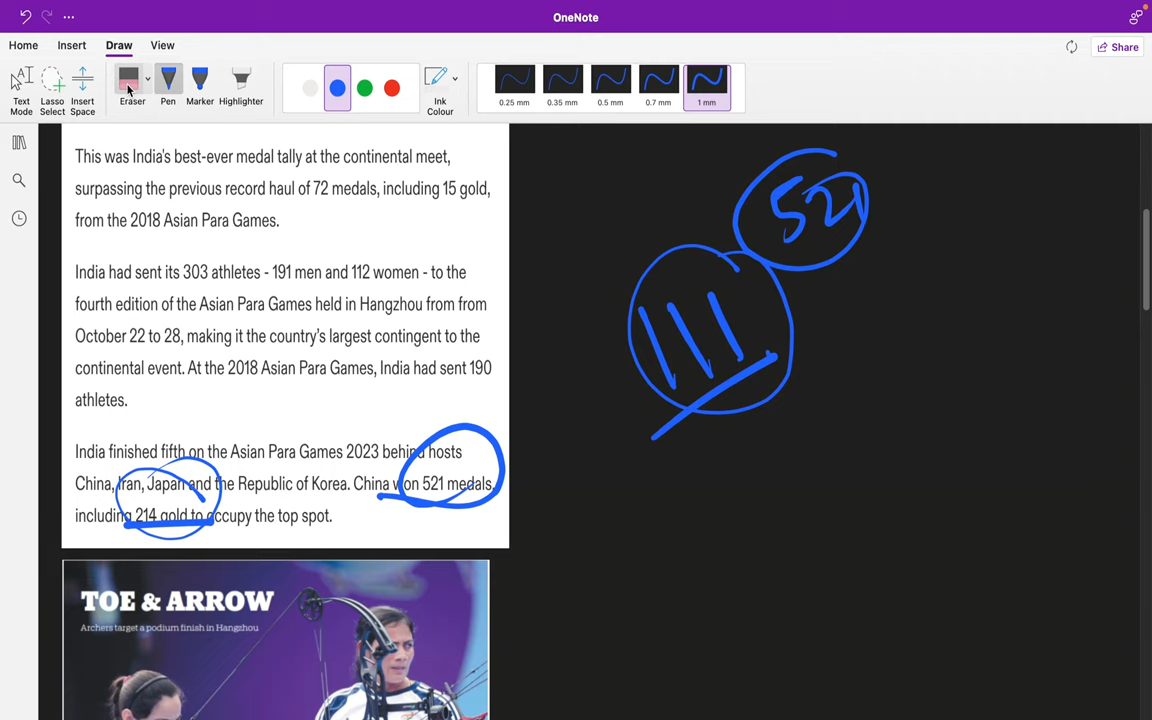 OneNote
Home Insert Draw View
Share
Text Mode
Lasso Select
Insert Space
Eraser
Pen
Marker
Highlighter
Ink Colour
0.25 mm
0.35 mm
0.5 mm
0.7 mm
1 mm
This was India's best-ever medal tally at the continental meet,
surpassing the previous record haul of 72 medals, including 15 gold,
from the 2018 Asian Para Games.
India had sent its 303 athletes - 191 men and 112 women - to the
fourth edition of the Asian Para Games held in Hangzhou from from
October 22 to 28, making it the country's largest contingent to the
continental event. At the 2018 Asian Para Games, India had sent 190
athletes.
India finished fifth on the Asian Para Games 2023 behind hosts
China, Iran, Japan and the Republic of Korea. China won 521 medals,
including 214 gold to occupy the top spot.
521
111
TOE & ARROW
Archers target a podium finish in Hangzhou